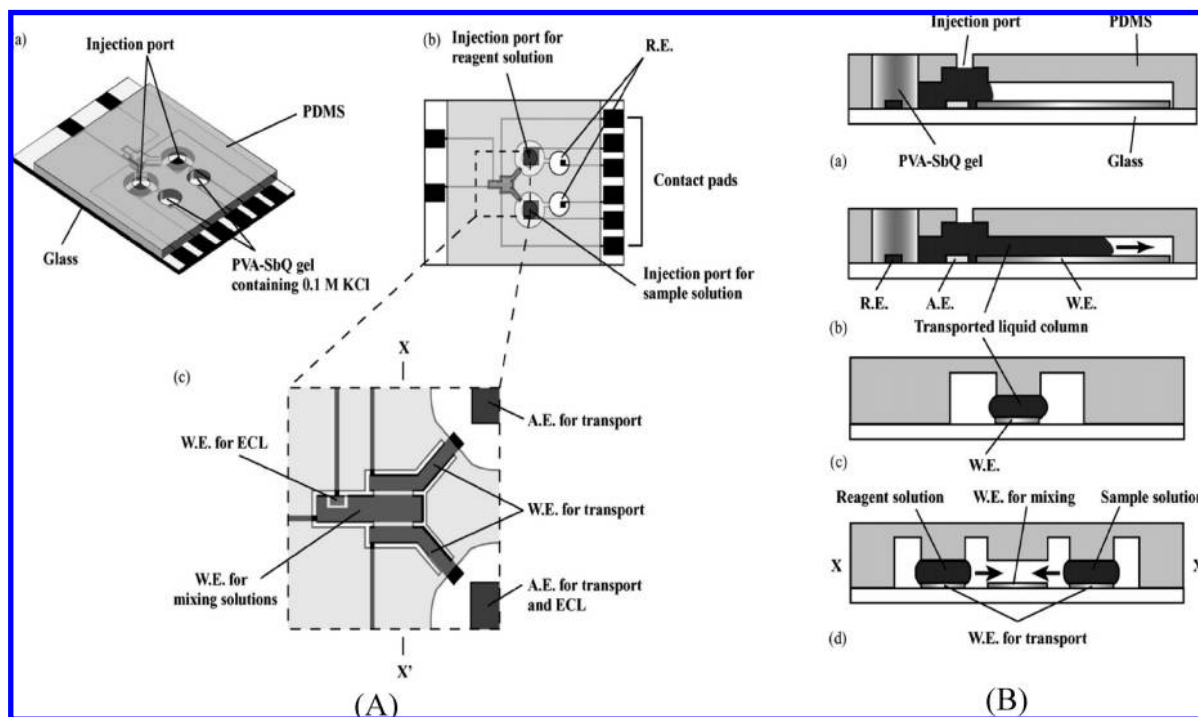 a)
Injection port
PDMS
Glass
PVA-SbQ gel
containing 0.1 M KCl
(b)
Injection port for
reagent solution
R.E.
Contact pads
Injection port for
sample solution
(c)
X
W.E. for ECL
A.E. for transport
W.E. for transport
W.E. for
mixing solutions
A.E. for transport
and ECL
X'
(A)
Injection port
PDMS
(a)
PVA-SbQ gel
Glass
R.E.
A.E.
W.E.
(b)
Transported liquid column
(c)
W.E.
Reagent solution
W.E. for mixing
Sample solution
X
X
(d)
W.E. for transport
(B)